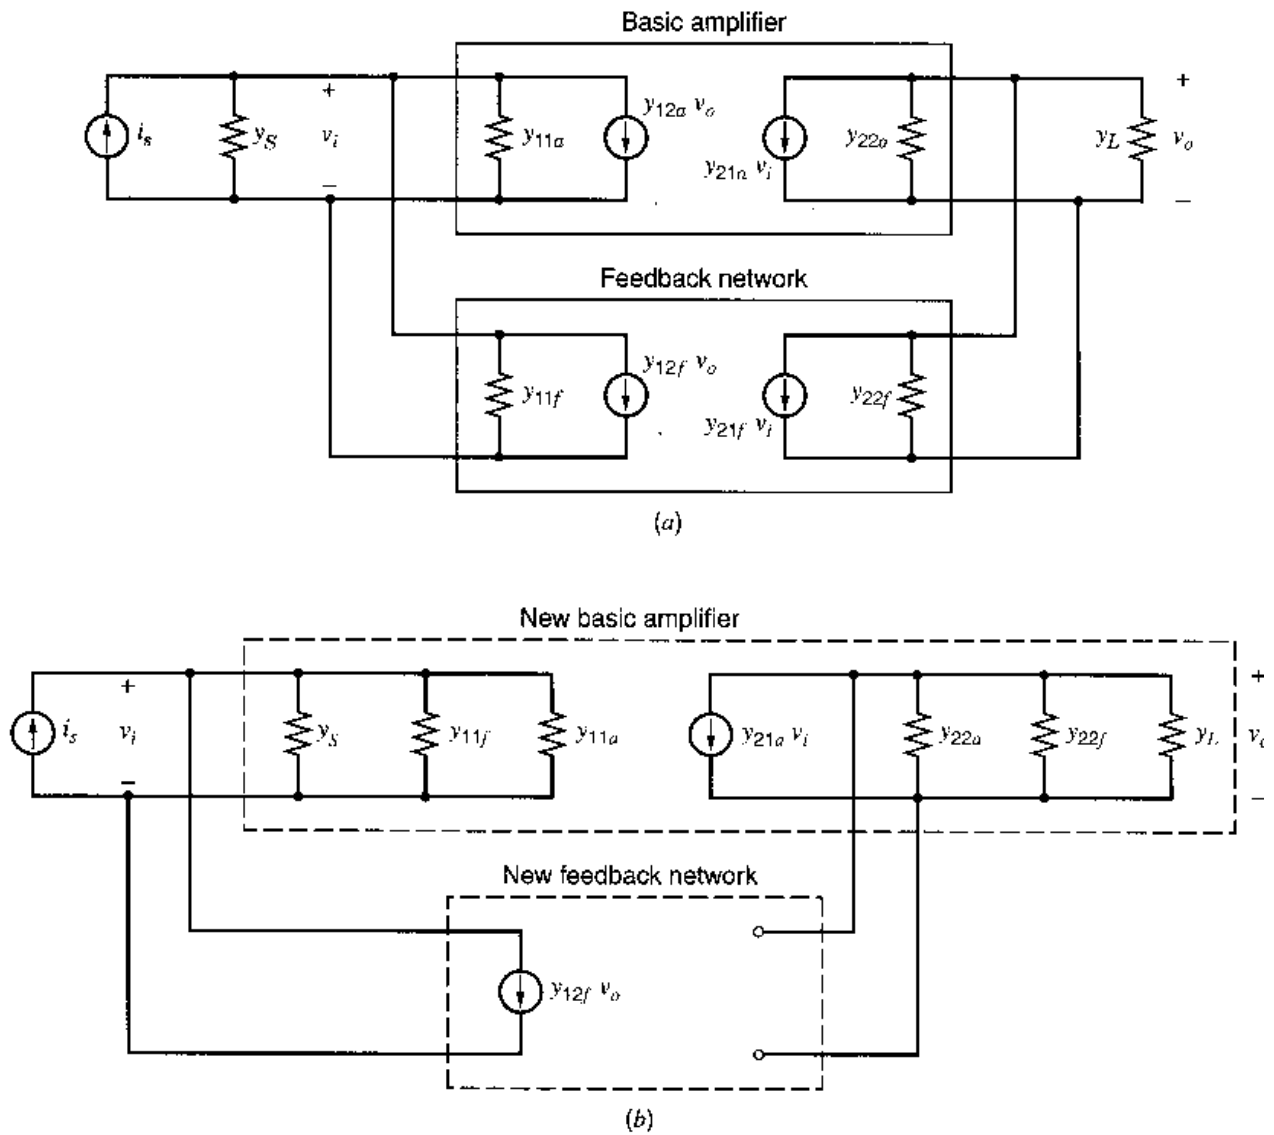 Basic amplifier
i_s
y_S
+
v_i
−
y_11a
y_12a v_o
y_21a v_i
y_22a
y_L
+
v_o
−
Feedback network
y_11f
y_12f v_o
y_21f v_i
y_22f
(a)
New basic amplifier
i_s
+
v_i
−
y_S
y_11f
y_11a
y_21a v_i
y_22a
y_22f
y_L
+
v_o
−
New feedback network
y_12f v_o
(b)